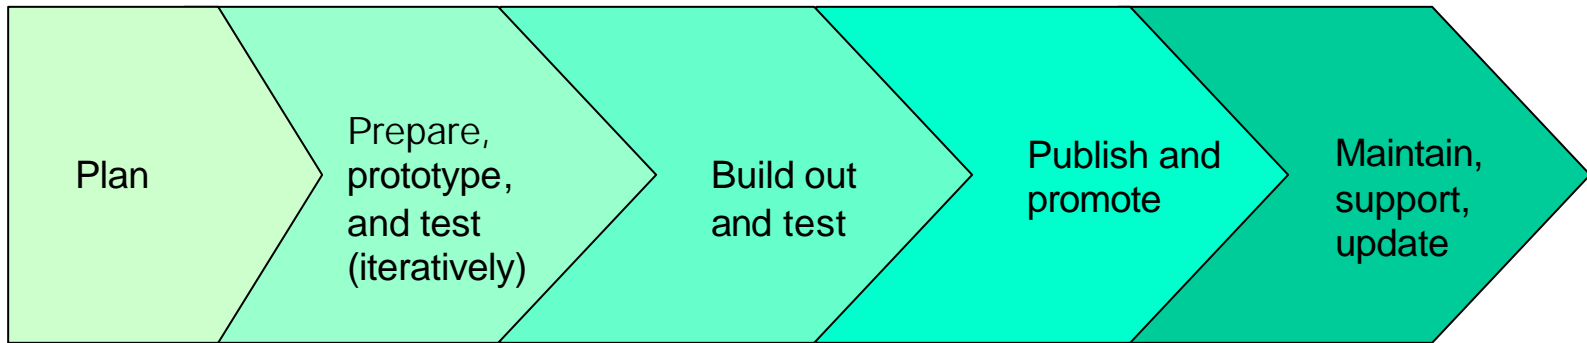 Plan
Prepare,
prototype,
and test
(iteratively)
Build out
and test
Publish and
promote
Maintain,
support,
update